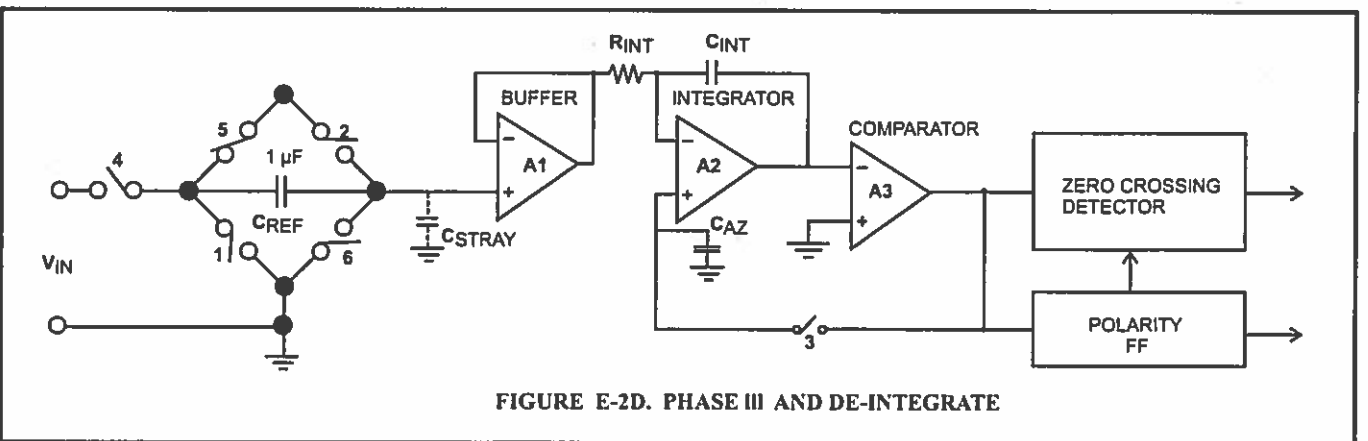 RINT
CINT
BUFFER
INTEGRATOR
COMPARATOR
5
2
4
1 µF
−
A1
+
−
A2
+
−
A3
+
ZERO CROSSING
DETECTOR
CREF
CSTRAY
CAZ
1
6
VIN
3
POLARITY
FF
FIGURE E-2D. PHASE III AND DE-INTEGRATE